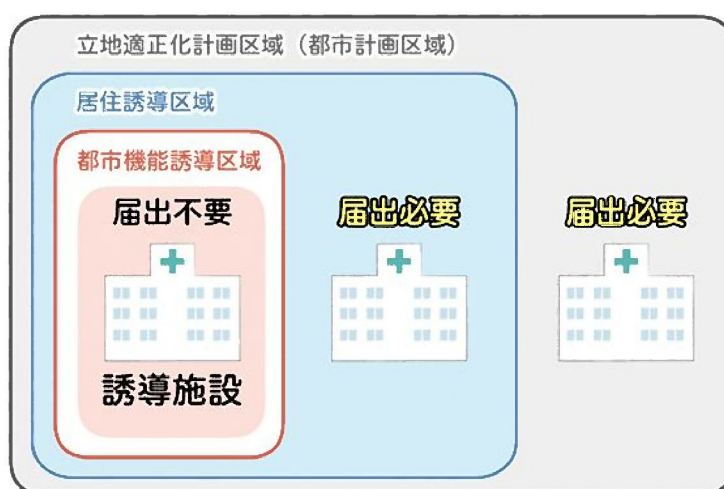 立地適正化計画区域（都市計画区域）
居住誘導区域
都市機能誘導区域
届出不要
届出必要
届出必要
誘導施設